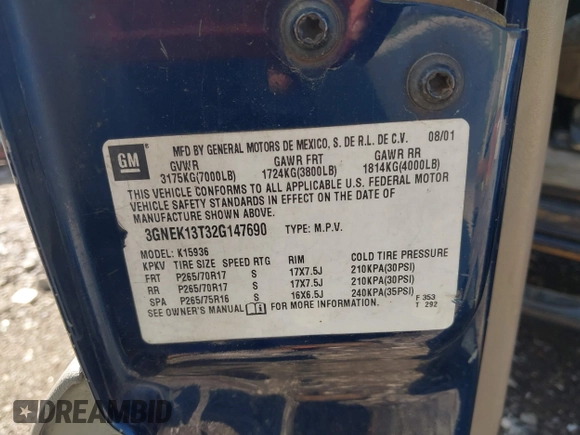 GM
MFD BY GENERAL MOTORS DE MEXICO, S. DE R.L. DE C.V. 08/01
GVWR GAWR FRT GAWR RR
3175KG(7000LB) 1724KG(3800LB) 1814KG(4000LB)
THIS VEHICLE CONFORMS TO ALL APPLICABLE U.S. FEDERAL MOTOR
VEHICLE SAFETY STANDARDS IN EFFECT ON THE DATE OF
MANUFACTURE SHOWN ABOVE.
3GNEK13T32G147690 TYPE: M.P.V.
MODEL: K15936
KPKV TIRE SIZE SPEED RTG RIM COLD TIRE PRESSURE
FRT P265/70R17 S 17X7.5J 210KPA(30PSI)
RR P265/70R17 S 17X7.5J 210KPA(30PSI)
SPA P265/75R16 S 16X6.5J 240KPA(35PSI)
SEE OWNER'S MANUAL FOR MORE INFORMATION.
F 353
T 292
DREAMBID